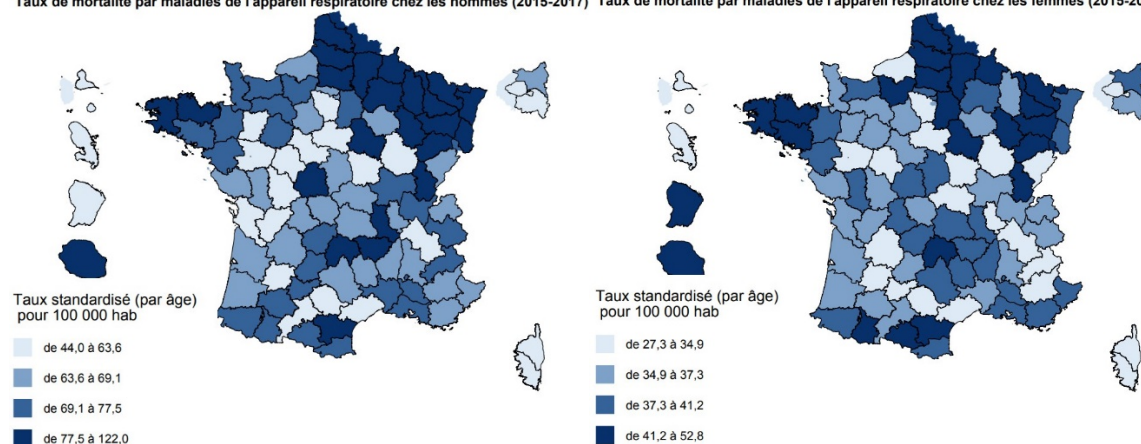 Taux de mortalité par maladies de l'appareil respiratoire chez les hommes (2015-2017)
Taux de mortalité par maladies de l'appareil respiratoire chez les femmes
Taux standardisé (par âge)
pour 100 000 hab
de 44,0 à 63,6
de 63,6 à 69,1
de 69,1 à 77,5
de 77,5 à 122,0
Taux standardisé (par âge)
pour 100 000 hab
de 27,3 à 34,9
de 34,9 à 37,3
de 37,3 à 41,2
de 41,2 à 52,8